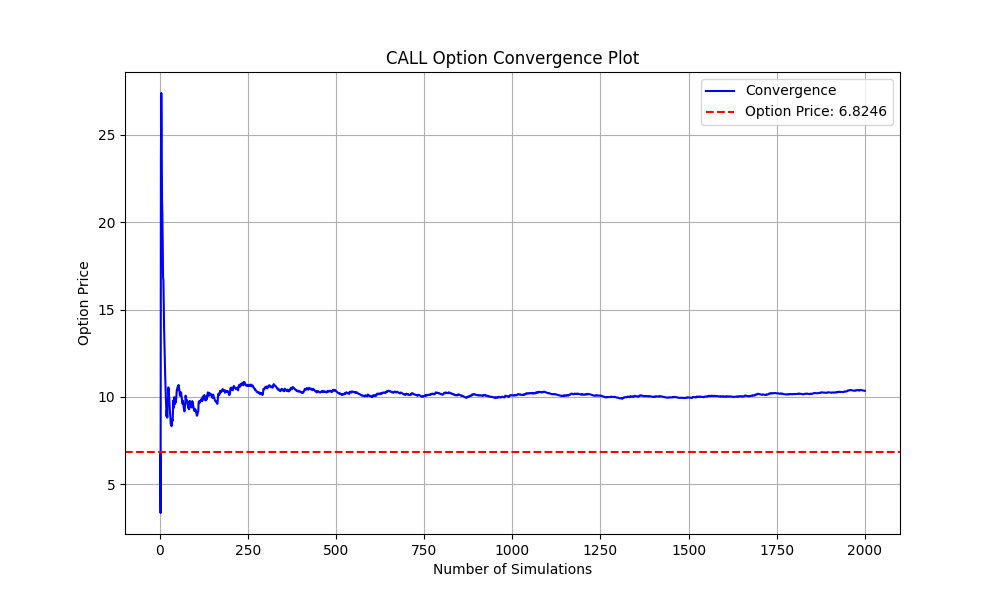 CALL Option Convergence Plot
Convergence
Option Price: 6.8246
Option Price
25
20
15
10
5
0 250 500 750 1000 1250 1500 1750 2000
Number of Simulations